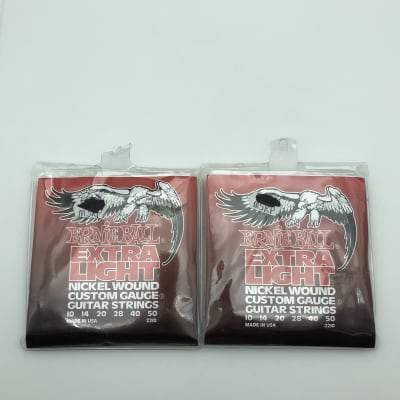 ERNIE BALL®
EXTRA
LIGHT
NICKEL WOUND
CUSTOM GAUGE®
GUITAR STRINGS
10 14 20 28 40 50
MADE IN USA 2210
ERNIE BALL®
EXTRA
LIGHT
NICKEL WOUND
CUSTOM GAUGE®
GUITAR STRINGS
10 14 20 28 40 50
MADE IN USA 2210